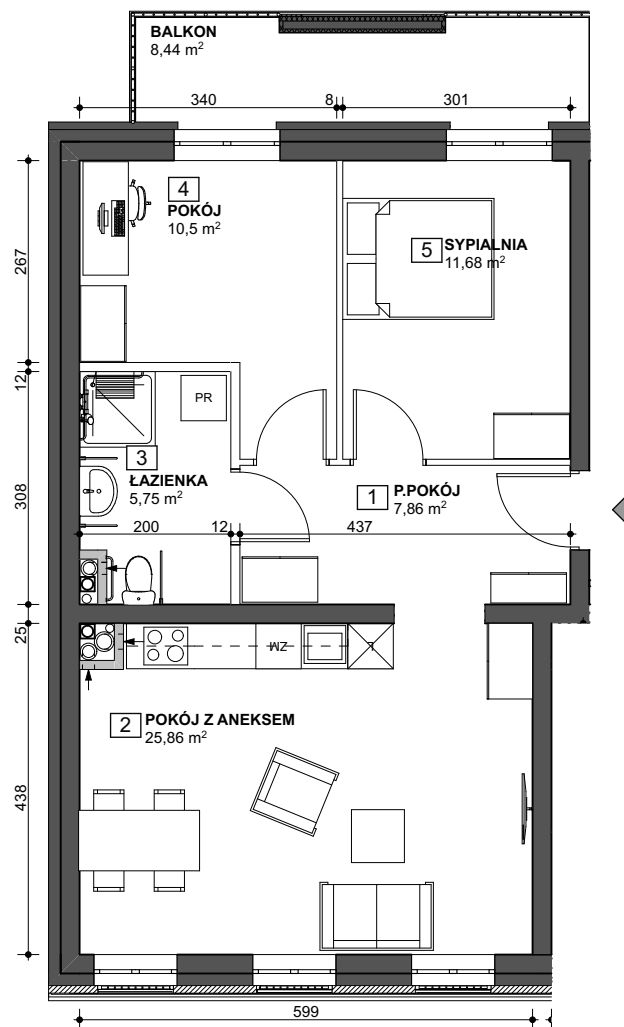 BALKON
8,44 m²
340
8
301
4
POKÓJ
10,5 m²
5
SYPIALNIA
11,68 m²
267
12
PR
3
ŁAZIENKA
5,75 m²
1
P.POKÓJ
7,86 m²
308
200
12
437
25
ZM
L
2
POKÓJ Z ANEKSEM
25,86 m²
438
599